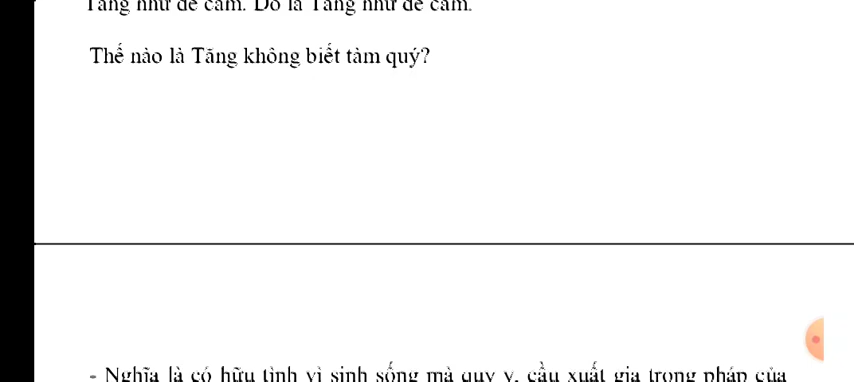 Tăng như dê câm. Đó là Tăng như dê câm.
Thế nào là Tăng không biết tàm quý?
- Nghĩa là có hữu tình vì sinh sống mà quy y, cầu xuất gia trong pháp của